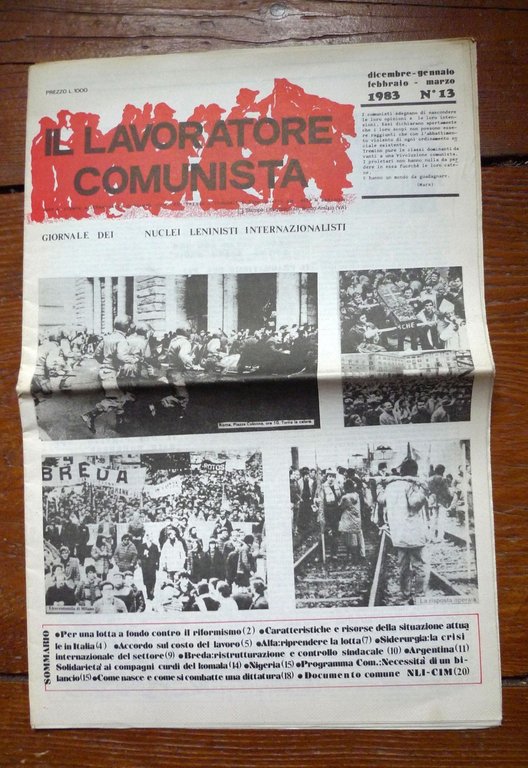 PREZZO L. 1000
dicembre-gennaio
febbraio - marzo
1983 N° 13
I comunisti sdegnano di nascondere
le loro opinioni e le loro inten-
zioni. Essi dichiarano apertamente
che i loro scopi non possono esse-
re raggiunti che con l'abbattimen-
to violento di ogni ordinamento so-
ciale esistente.
Tremino pure le classi dominanti da
vanti a una rivoluzione comunista.
I proletari non hanno nulla da per
dere in essa fuorché le loro cate-
ne.
E hanno un mondo da guadagnare.
(Marx)
IL LAVORATORE
COMUNISTA
GIORNALE DEI NUCLEI LENINISTI INTERNAZIONALISTI
Roma, Piazza Colonna, ore 10. Torna la calma.
CHE
BREDA
La risposta operaia
SOMMARIO
●Per una lotta a fondo contro il riformismo(2) ●Caratteristiche e risorse della situazione attua
le in Italia(4) ●Accordo sul costo del lavoro(5) ●Alfa:riprendere la lotta(7) ●Siderurgia:la crisi
internazionale del settore(9) ●Breda:ristrutturazione e controllo sindacale (10) ●Argentina(11)
Solidarieta' ai compagni curdi del komala(14) ●Nigeria(15) ●Programma Com.:Necessita' di un bi-
lancio(15) ●Come nasce e come si combatte una dittatura(18) ● Documento comune NLI-CIM(20)